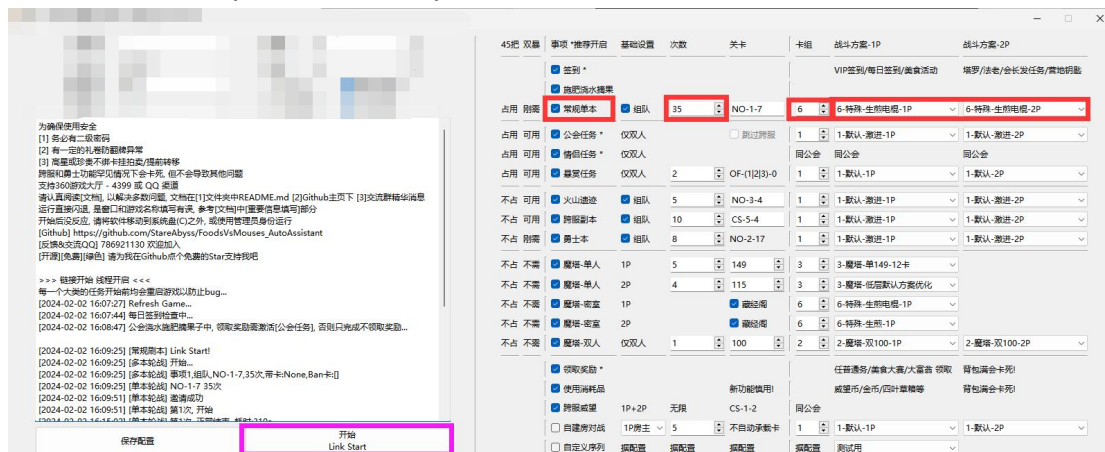 45把 双暴 事项 *推荐开启 基础设置 次数 关卡 卡组 战斗方案-1P 战斗方案-2P
签到 * VIP签到/每日签到/美食活动 塔罗/法老/会长发任务/营地钥匙
施肥浇水摘果
占用 刚需 常规单本 组队 35 NO-1-7 6 6-特殊-生煎电棍-1P 6-特殊-生煎电棍-2P
占用 可用 公会任务 * 仅双人 跳过跨服 1 1-默认-激进-1P 1-默认-激进-2P
占用 可用 情侣任务 * 仅双人 同公会 同公会 同公会
占用 可用 悬赏任务 仅双人 2 OF-(1|2|3)-0 1 1-默认-激进-1P 1-默认-2P
不占 可用 火山遗迹 组队 5 NO-3-4 1 1-默认-激进-1P 1-默认-激进-2P
不占 可用 跨服副本 组队 10 CS-5-4 1 1-默认-激进-1P 1-默认-激进-2P
不占 刚需 勇士本 组队 8 NO-2-17 1 1-默认-激进-1P 1-默认-激进-2P
不占 不需 魔塔-单人 1P 5 149 3 3-魔塔-单149-12卡
不占 不需 魔塔-单人 2P 4 115 3 3-魔塔-低层默认方案优化
不占 不需 魔塔-密室 1P 藏经阁 6 6-特殊-生煎电棍-1P
不占 不需 魔塔-密室 2P 藏经阁 6 6-特殊-生煎-1P
不占 不需 魔塔-双人 仅双人 1 100 2 2-魔塔-双100-1P 2-魔塔-双100-2P
领取奖励 * 任普通务/美食大赛/大富翁 领取 背包满会卡死!
使用消耗品 新功能慎用! 威望币/金币/四叶草糖等 背包满会卡死!
跨服威望 1P+2P 无限 CS-1-2 同公会
自建房对战 1P房主 5 不自动承载卡 1 1-默认-1P 1-默认-2P
自定义序列 据配置 据配置 据配置 据配置 测试用
为确保使用安全
[1] 务必有二级密码
[2] 有一定的礼卷防翻牌异常
[3] 高星或珍贵不绑卡挂拍卖/提前转移
跨服和勇士功能罕见情况下会卡死, 但不会导致其他问题
支持360游戏大厅 - 4399 或 QQ 渠道
请认真阅读[文档], 以解决多数问题, 文档在[1]文件夹中README.md [2]Github主页下 [3]交流群精华消息
运行直接闪退, 是窗口和游戏名称填写有误, 参考[文档]中[重要信息填写]部分
开始后没反应, 请将软件移动到系统盘(C)之外, 或使用管理员身份运行
[Github] https://github.com/StareAbyss/FoodsVsMouses_AutoAssistant
[反馈&交流QQ] 786921130 欢迎加入
[开源][免费][绿色] 请为我在Github点个免费的Star支持我吧
>>> 链接开始 线程开启 <<<
每一个大类的任务开始前均会重启游戏以防止bug...
[2024-02-02 16:07:27] Refresh Game...
[2024-02-02 16:07:44] 每日签到检查中...
[2024-02-02 16:08:47] 公会浇水施肥摘果子中, 领取奖励需激活[公会任务], 否则只完成不领取奖励...
[2024-02-02 16:09:25] [常规刷本] Link Start!
[2024-02-02 16:09:25] [多本轮战] 开始...
[2024-02-02 16:09:25] [多本轮战] 事项1,组队,NO-1-7,35次,带卡:None,Ban卡:[]
[2024-02-02 16:09:51] [单本轮战] NO-1-7 35次
[2024-02-02 16:09:51] [单本轮战] 邀请成功
[2024-02-02 16:09:51] [单本轮战] 第1次, 开始
保存配置
开始
Link Start